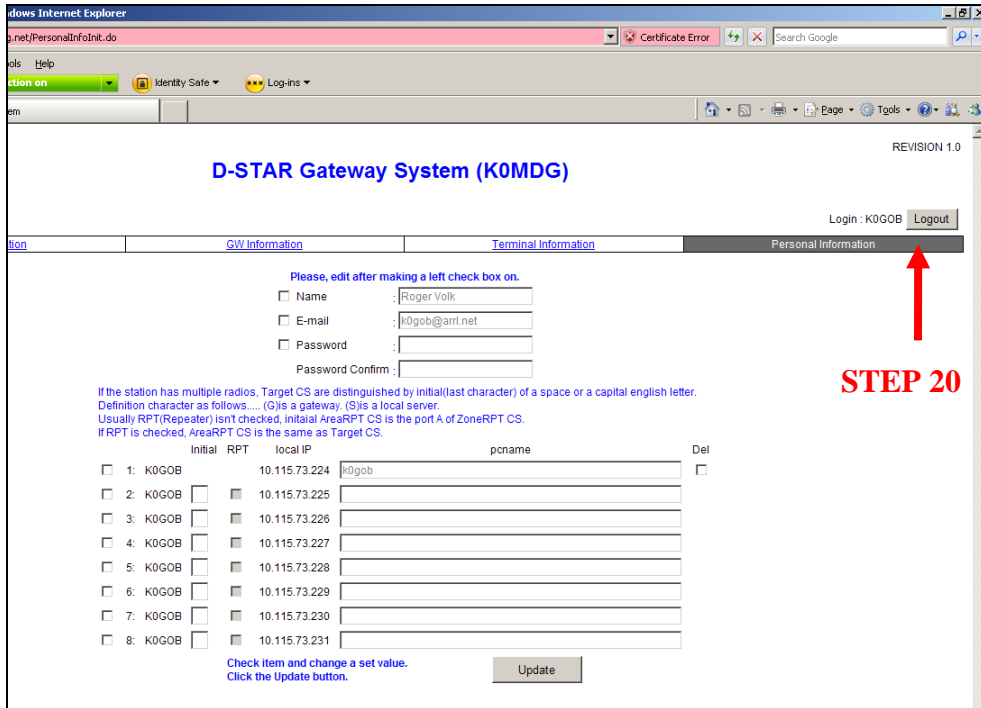 ndows Internet Explorer
g.net/PersonalInfoInit.do Certificate Error Search Google
ools Help
ction on Identity Safe Log-ins
em Page Tools
REVISION 1.0
D-STAR Gateway System (K0MDG)
Login : K0GOB Logout
tion GW Information Terminal Information Personal Information
Please, edit after making a left check box on.
Name : Roger Volk
E-mail : k0gob@arrl.net
Password :
Password Confirm :
STEP 20
If the station has multiple radios, Target CS are distinguished by initial(last character) of a space or a capital english letter.
Definition character as follows..... (G)is a gateway. (S)is a local server.
Usually RPT(Repeater) isn't checked, initaial AreaRPT CS is the port A of ZoneRPT CS.
If RPT is checked, AreaRPT CS is the same as Target CS.
Initial RPT local IP pcname Del
1: K0GOB 10.115.73.224 k0gob
2: K0GOB 10.115.73.225
3: K0GOB 10.115.73.226
4: K0GOB 10.115.73.227
5: K0GOB 10.115.73.228
6: K0GOB 10.115.73.229
7: K0GOB 10.115.73.230
8: K0GOB 10.115.73.231
Check item and change a set value.
Click the Update button.
Update